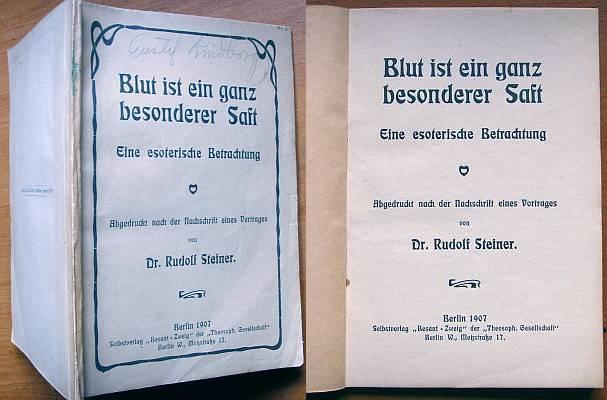 Gustaf Lindborg
Blut ist ein ganz
besonderer Saft
Eine esoterische Betrachtung
Abgedruckt nach der Nachschrift eines Vortrages
von
Dr. Rudolf Steiner.
Berlin 1907
Selbstverlag „Besant-Zweig“ der „Theosoph. Gesellschaft“
Berlin W., Motzstraße 17.
Blut ist ein ganz
besonderer Saft
Eine esoterische Betrachtung
Abgedruckt nach der Nachschrift eines Vortrages
von
Dr. Rudolf Steiner.
Berlin 1907
Selbstverlag „Besant-Zweig“ der „Theosoph. Gesellschaft“
Berlin W., Motzstraße 17.